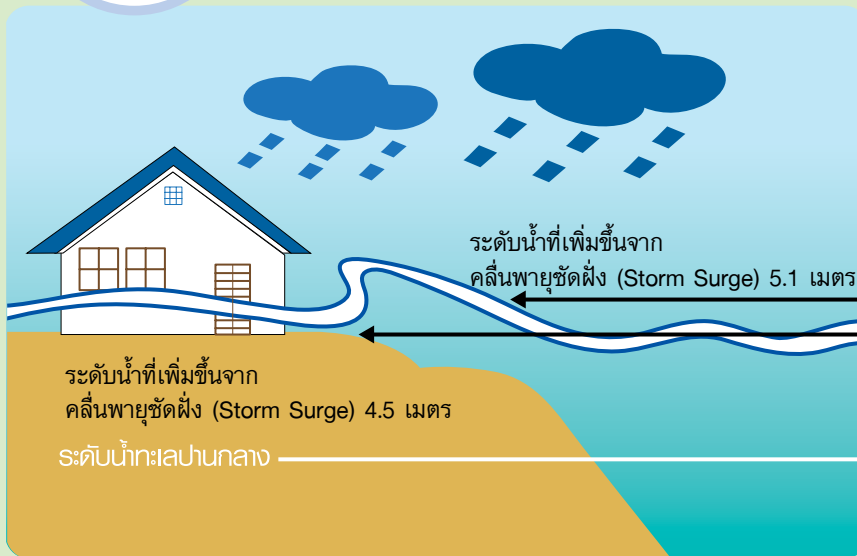 ระดับน้ำที่เพิ่มขึ้นจาก
คลื่นพายุซัดฝั่ง (Storm Surge) 5.1 เมตร
ระดับน้ำที่เพิ่มขึ้นจาก
คลื่นพายุซัดฝั่ง (Storm Surge) 4.5 เมตร
ระดับน้ำทะเลปานกลาง